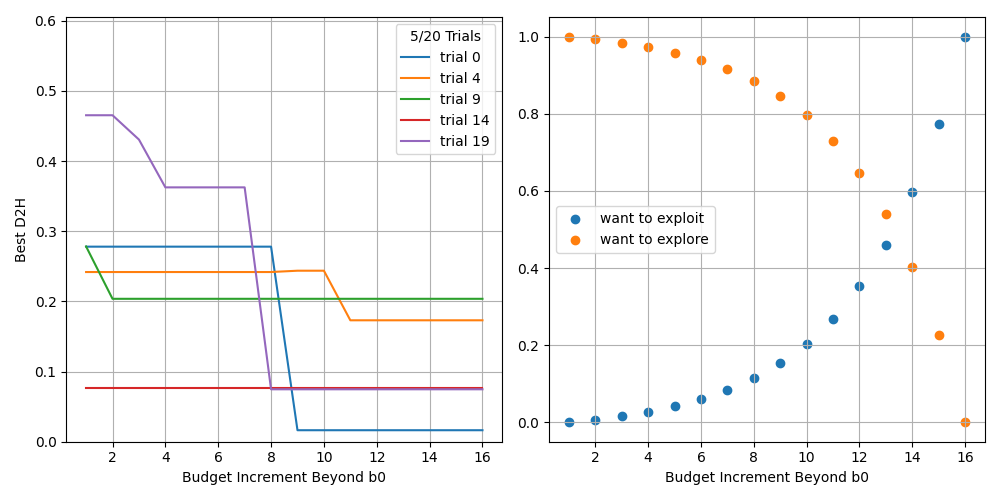 0.6
0.5
0.4
0.3
0.2
0.1
0.0
Best D2H
5/20 Trials
trial 0
trial 4
trial 9
trial 14
trial 19
2 4 6 8 10 12 14 16
Budget Increment Beyond b0
1.0
0.8
0.6
0.4
0.2
0.0
want to exploit
want to explore
2 4 6 8 10 12 14 16
Budget Increment Beyond b0